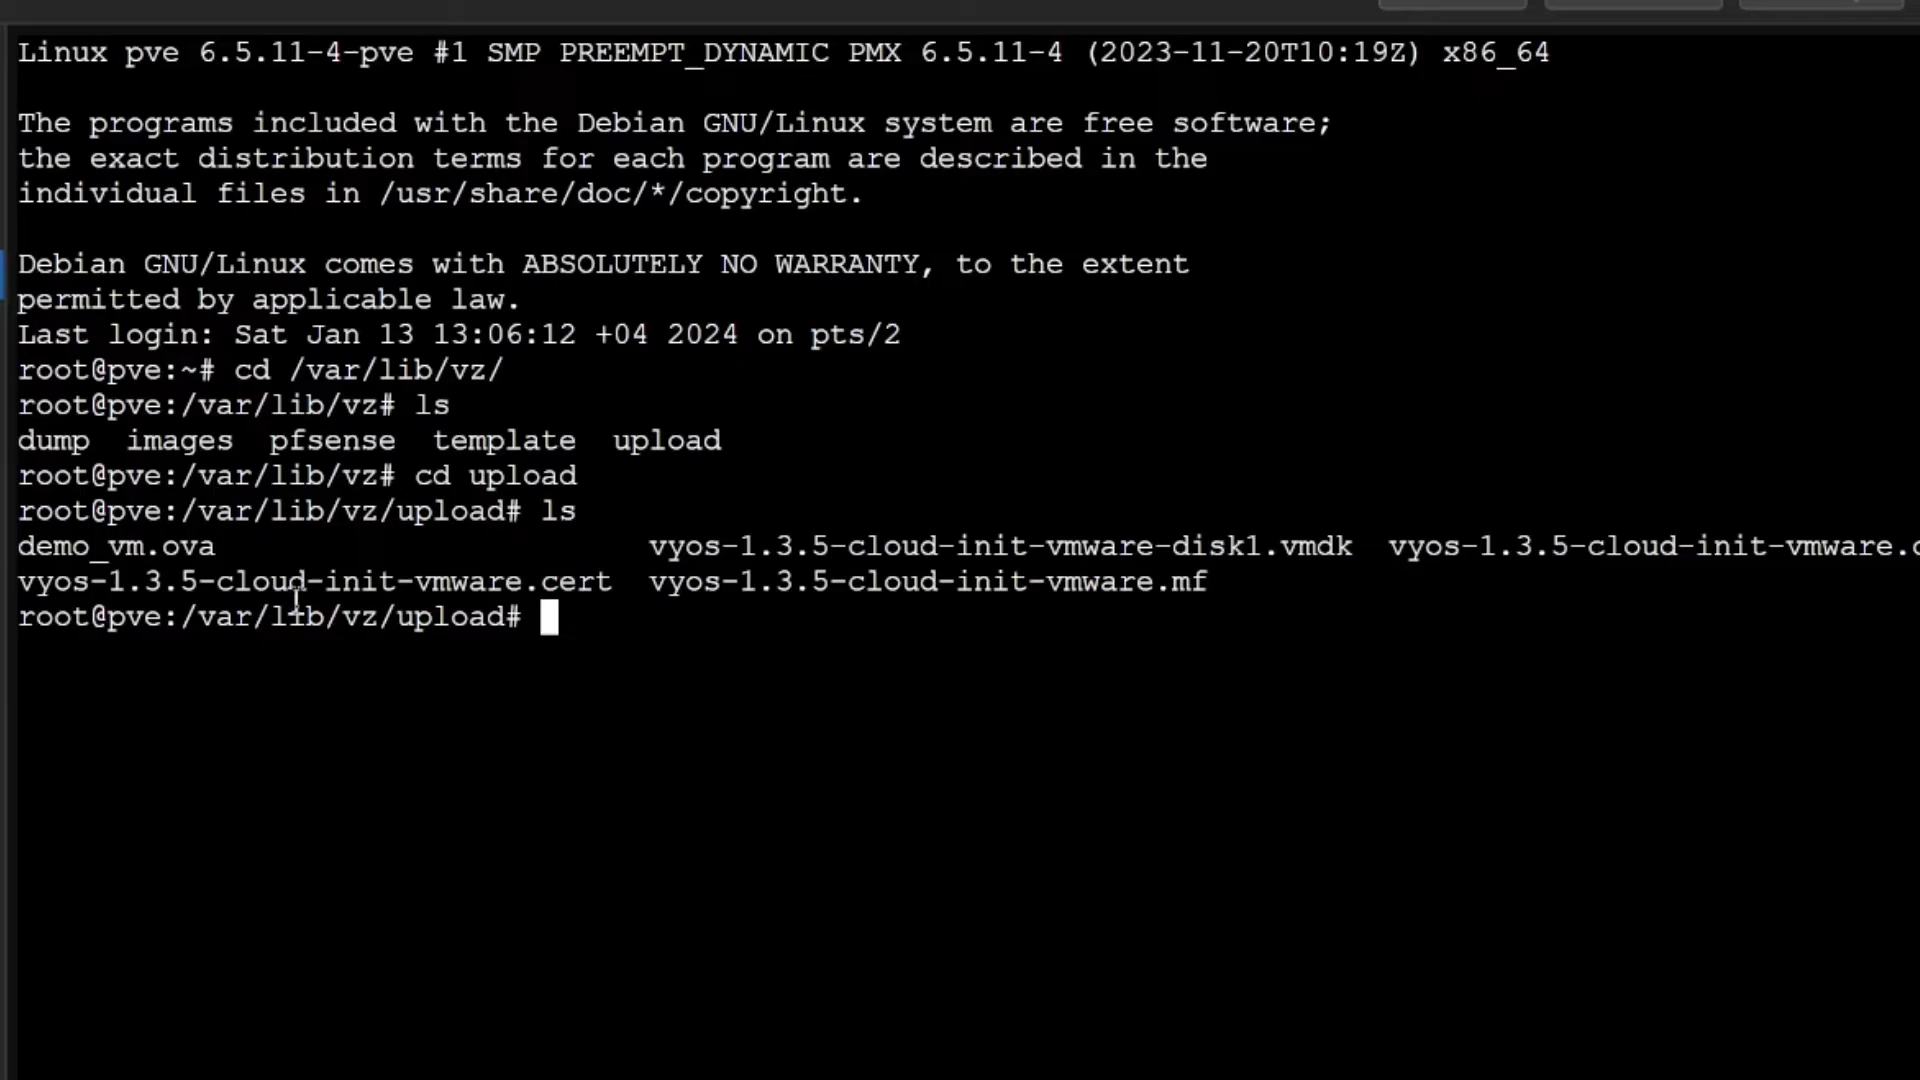 Linux pve 6.5.11-4-pve #1 SMP PREEMPT_DYNAMIC PMX 6.5.11-4 (2023-11-20T10:19Z) x86_64
The programs included with the Debian GNU/Linux system are free software;
the exact distribution terms for each program are described in the
individual files in /usr/share/doc/*/copyright.
Debian GNU/Linux comes with ABSOLUTELY NO WARRANTY, to the extent
permitted by applicable law.
Last login: Sat Jan 13 13:06:12 +04 2024 on pts/2
root@pve:~# cd /var/lib/vz/
root@pve:/var/lib/vz# ls
dump images pfsense template upload
root@pve:/var/lib/vz# cd upload
root@pve:/var/lib/vz/upload# ls
demo_vm.ova vyos-1.3.5-cloud-init-vmware-disk1.vmdk vyos-1.3.5-cloud-init-vmware.
vyos-1.3.5-cloud-init-vmware.cert vyos-1.3.5-cloud-init-vmware.mf
root@pve:/var/lib/vz/upload#